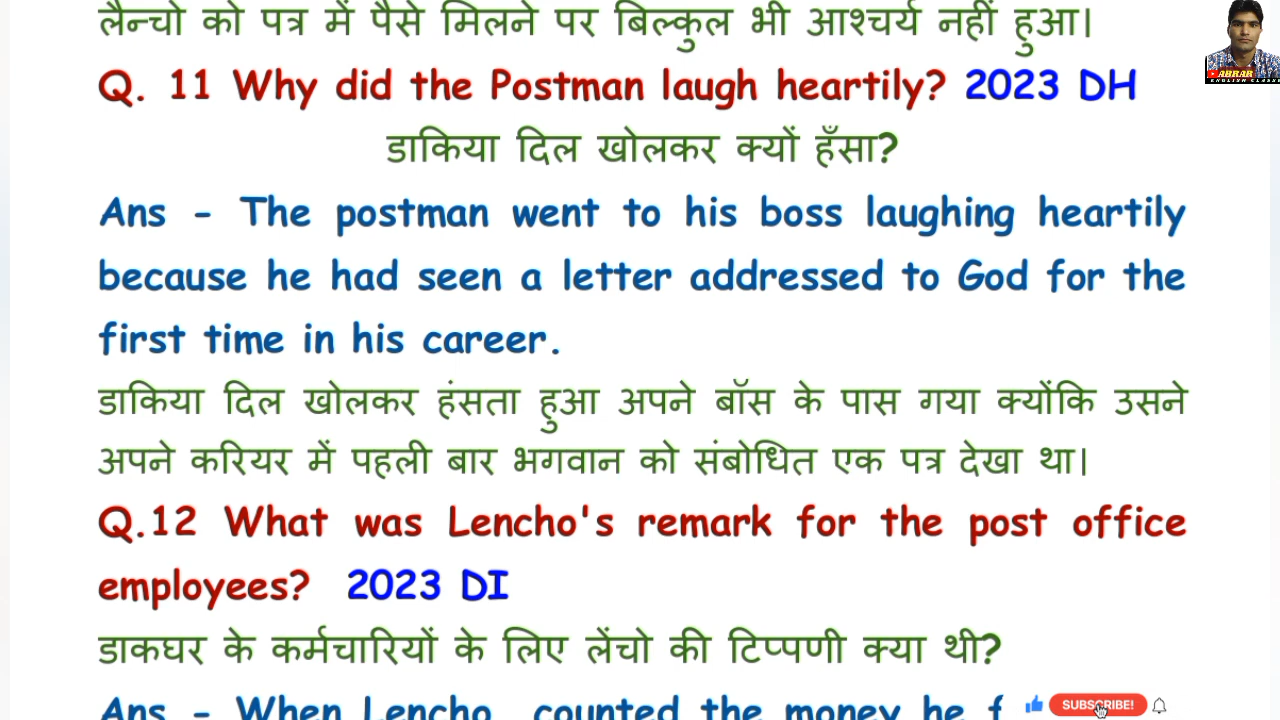 लैन्चो को पत्र में पैसे मिलने पर बिल्कुल भी आश्चर्य नहीं हुआ।
Q. 11 Why did the Postman laugh heartily? 2023 DH
डाकिया दिल खोलकर क्यों हँसा?
Ans - The postman went to his boss laughing heartily
because he had seen a letter addressed to God for the
first time in his career.
डाकिया दिल खोलकर हंसता हुआ अपने बॉस के पास गया क्योंकि उसने
अपने करियर में पहली बार भगवान को संबोधित एक पत्र देखा था।
Q.12 What was Lencho's remark for the post office
employees? 2023 DI
डाकघर के कर्मचारियों के लिए लेंचो की टिप्पणी क्या थी?
Ans - When Lencho counted the money he f
SUBSCRIBE!
ABRAR
ENGLISH CLASSE